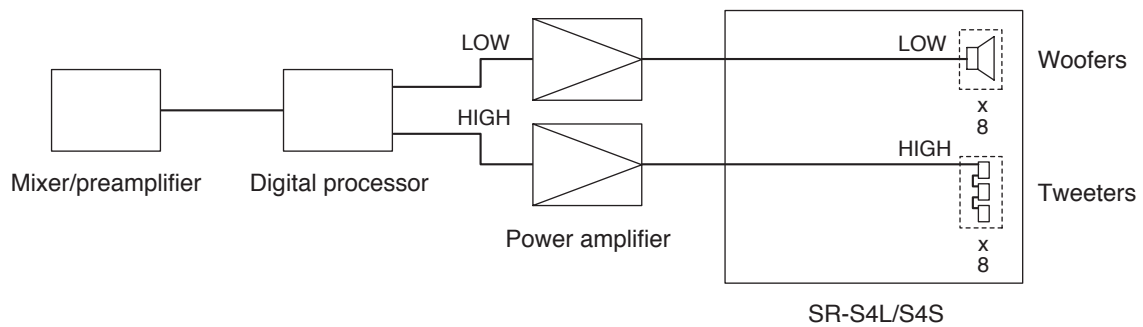 LOW
LOW
Woofers
x
8
HIGH
HIGH
Mixer/preamplifier
Digital processor
Tweeters
Power amplifier
x
8
SR-S4L/S4S